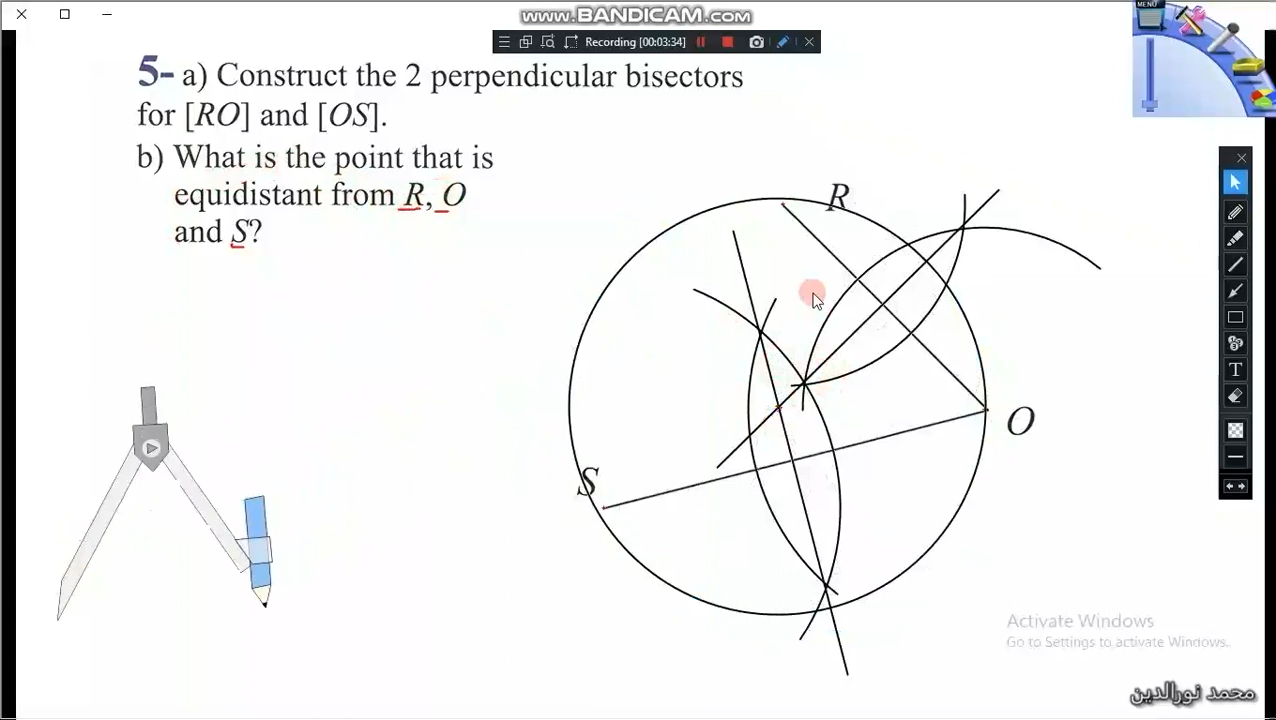 www.BANDICAM.com
Recording [00:03:34]
MENU
5- a) Construct the 2 perpendicular bisectors
for [RO] and [OS].
b) What is the point that is
equidistant from R, O
and S?
R
O
S
T
Activate Windows
Go to Settings to activate Windows.
محمد نورالدين